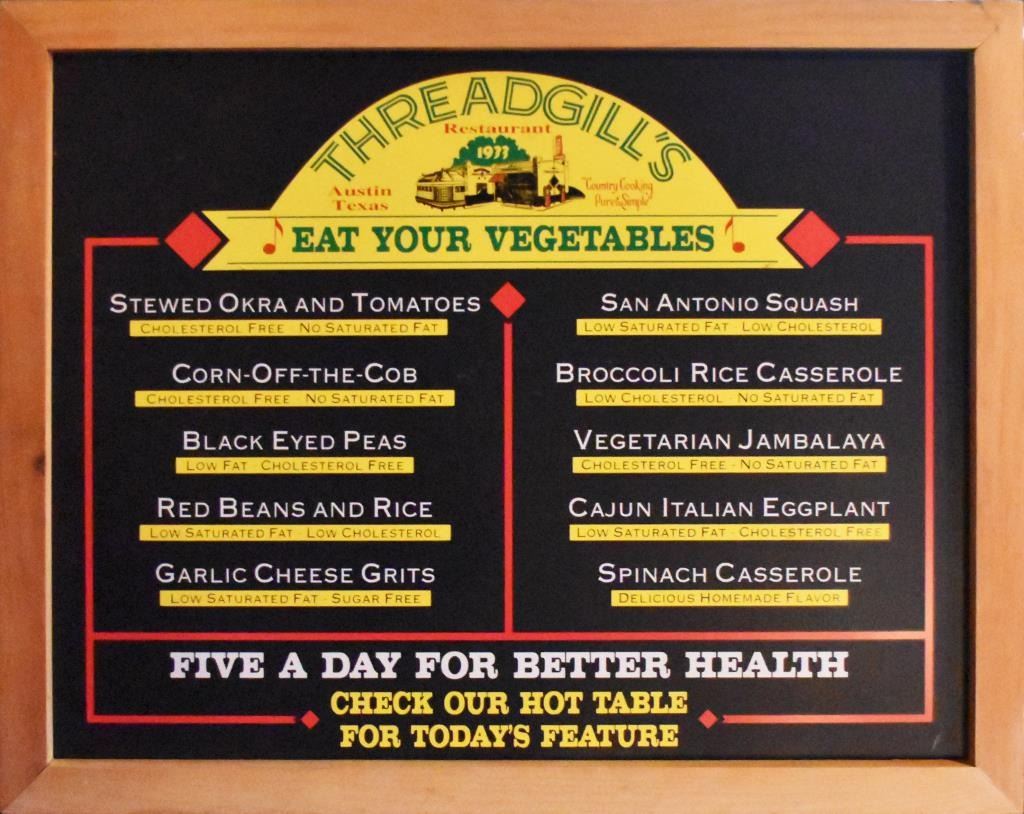 THREADGILL'S
Restaurant
1933
Austin
Texas
"Country Cooking
Pure & Simple"
EAT YOUR VEGETABLES
STEWED OKRA AND TOMATOES
CHOLESTEROL FREE NO SATURATED FAT
CORN-OFF-THE-COB
CHOLESTEROL FREE - NO SATURATED FAT
BLACK EYED PEAS
LOW FAT - CHOLESTEROL FREE
RED BEANS AND RICE
LOW SATURATED FAT - LOW CHOLESTEROL
GARLIC CHEESE GRITS
LOW SATURATED FAT - SUGAR FREE
SAN ANTONIO SQUASH
LOW SATURATED FAT LOW CHOLESTEROL
BROCCOLI RICE CASSEROLE
LOW CHOLESTEROL - NO SATURATED FAT
VEGETARIAN JAMBALAYA
CHOLESTEROL FREE - NO SATURATED FAT
CAJUN ITALIAN EGGPLANT
LOW SATURATED FAT - CHOLESTEROL FREE
SPINACH CASSEROLE
DELICIOUS HOMEMADE FLAVOR
FIVE A DAY FOR BETTER HEALTH
CHECK OUR HOT TABLE
FOR TODAY'S FEATURE